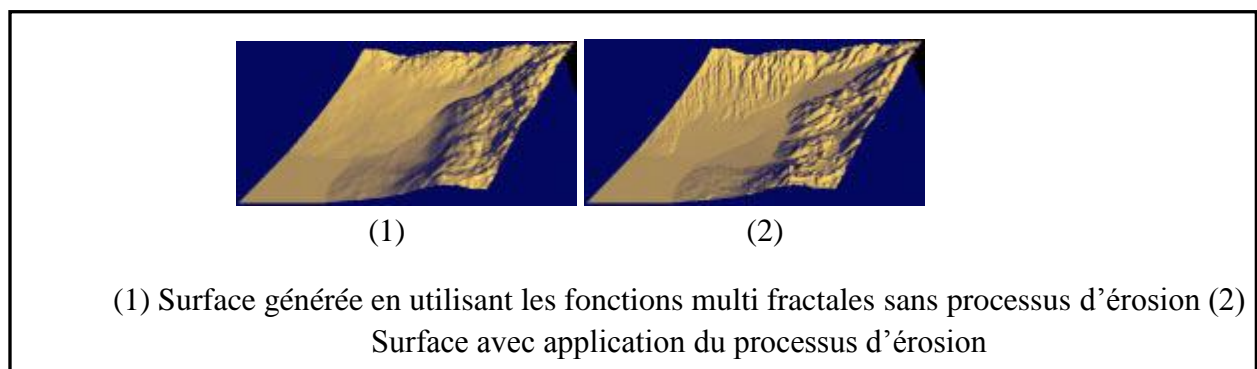 (1) (2)
(1) Surface générée en utilisant les fonctions multi fractales sans processus d’érosion (2)
Surface avec application du processus d’érosion